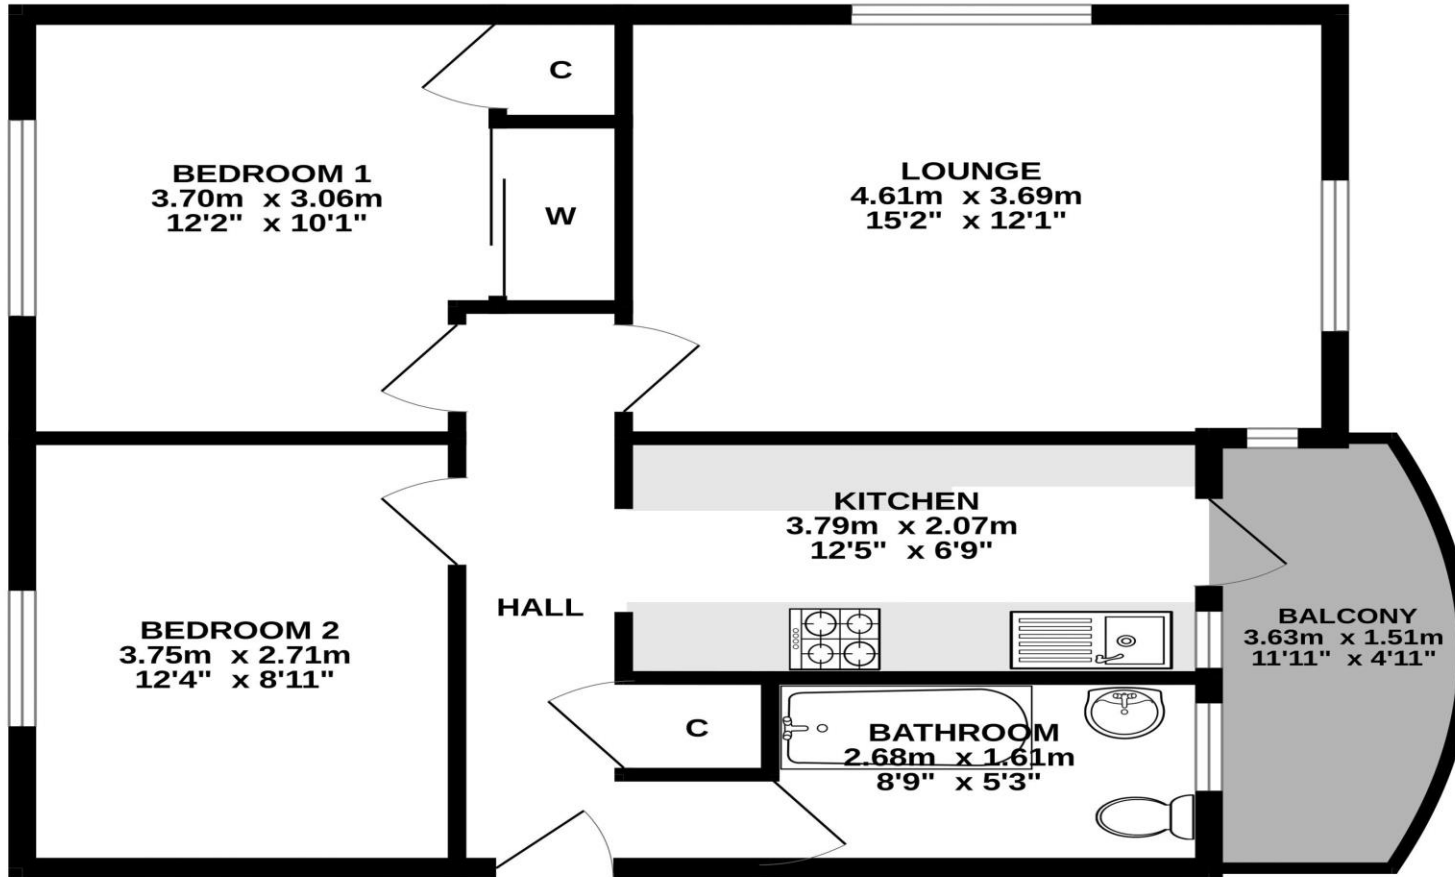 C
BEDROOM 1
3.70m x 3.06m
12'2" x 10'1"
W
LOUNGE
4.61m x 3.69m
15'2" x 12'1"
KITCHEN
3.79m x 2.07m
12'5" x 6'9"
HALL
BEDROOM 2
3.75m x 2.71m
12'4" x 8'11"
BALCONY
3.63m x 1.51m
11'11" x 4'11"
C
BATHROOM
2.68m x 1.61m
8'9" x 5'3"